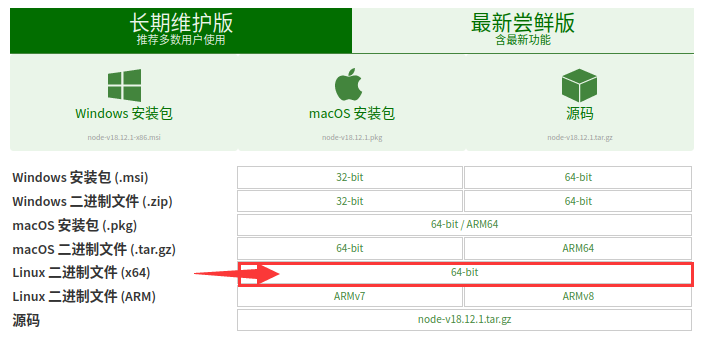 长期维护版
推荐多数用户使用
最新尝鲜版
含最新功能
Windows 安装包
node-v18.12.1-x86.msi
macOS 安装包
node-v18.12.1.pkg
源码
node-v18.12.1.tar.gz
Windows 安装包 (.msi) 32-bit 64-bit
Windows 二进制文件 (.zip) 32-bit 64-bit
macOS 安装包 (.pkg) 64-bit / ARM64
macOS 二进制文件 (.tar.gz) 64-bit ARM64
Linux 二进制文件 (x64) 64-bit
Linux 二进制文件 (ARM) ARMv7 ARMv8
源码 node-v18.12.1.tar.gz